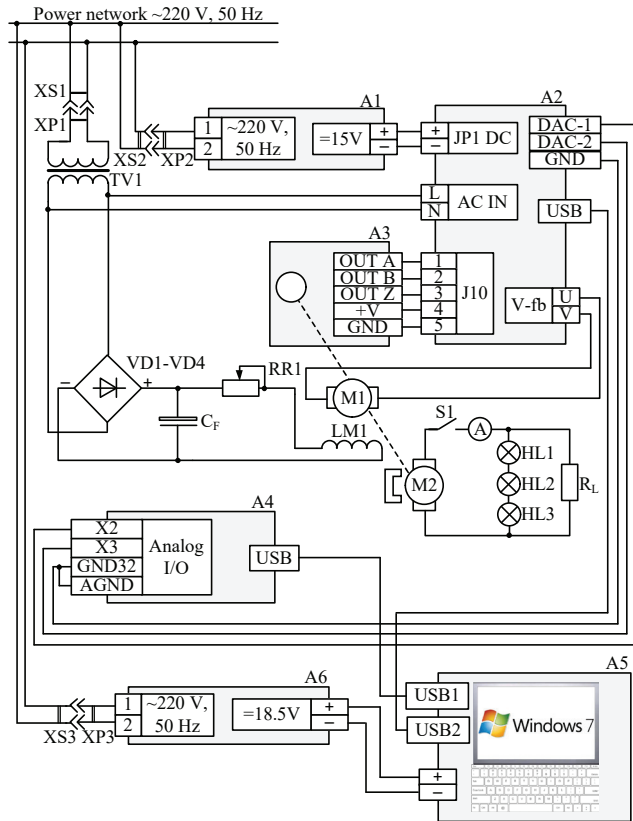 Power network ~220 V, 50 Hz
XS1
XP1
TV1
XS2 XP2
A1
1 ~220 V,
2 50 Hz
=15V
+
–
A2
+ JP1 DC
–
DAC-1
DAC-2
GND
L AC IN
N
USB
A3
OUT A 1
OUT B 2
OUT Z 3 J10
+V 4
GND 5
V-fb U
V
VD1-VD4
– +
RR1
CF
LM1
M1
S1
A
M2
HL1
HL2
HL3
RL
A4
X2
X3
GND32
AGND
Analog
I/O
USB
A6
1 ~220 V,
2 50 Hz
XS3 XP3
=18.5V
+
–
A5
USB1
USB2
Windows 7
+
–